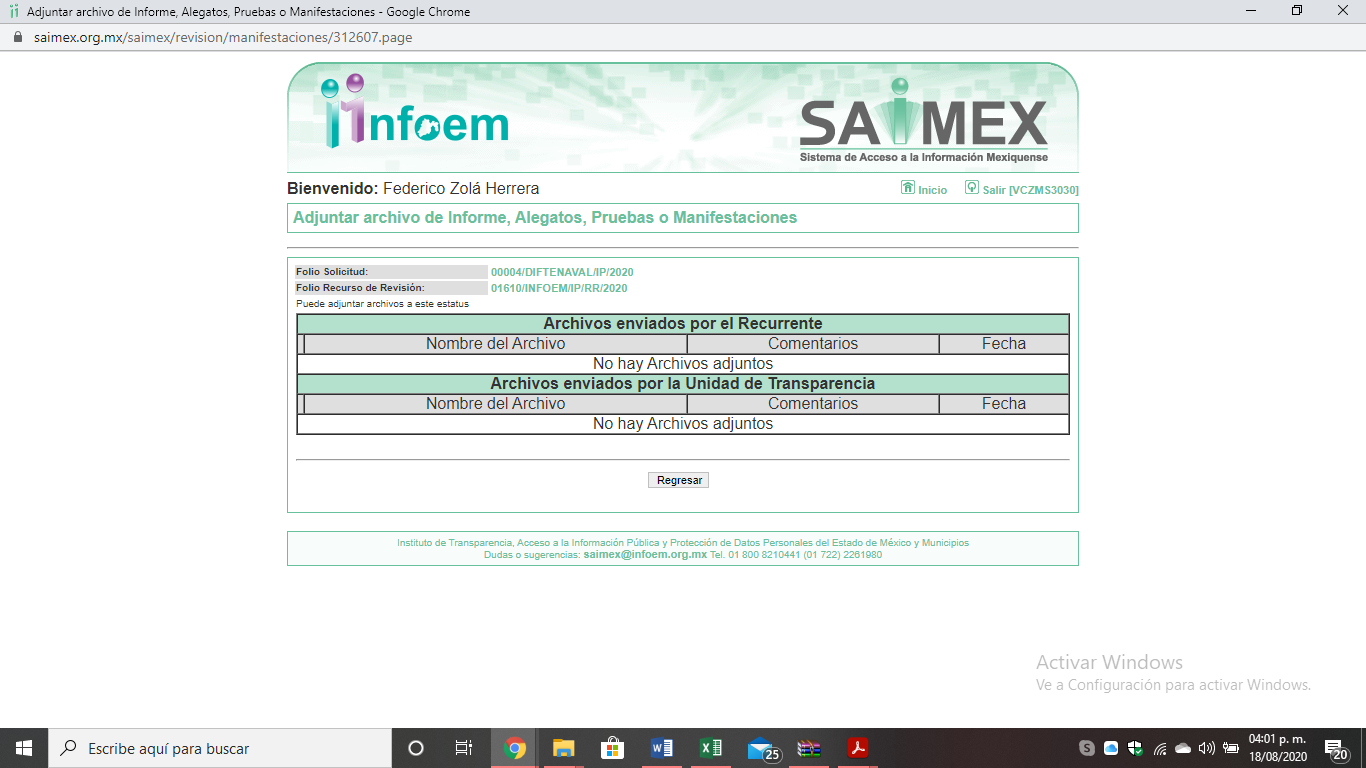 Adjuntar archivo de Informe, Alegatos, Pruebas o Manifestaciones - Google Chrome
saimex.org.mx/saimex/revision/manifestaciones/312607.page
infoem
SAIMEX
Sistema de Acceso a la Información Mexiquense
Bienvenido: Federico Zolá Herrera
Inicio Salir [VCZMS3030]
Adjuntar archivo de Informe, Alegatos, Pruebas o Manifestaciones
Folio Solicitud: 00004/DIFTENAVAL/IP/2020
Folio Recurso de Revisión: 01610/INFOEM/IP/RR/2020
Puede adjuntar archivos a este estatus
Archivos enviados por el Recurrente
Nombre del Archivo Comentarios Fecha
No hay Archivos adjuntos
Archivos enviados por la Unidad de Transparencia
Nombre del Archivo Comentarios Fecha
No hay Archivos adjuntos
Regresar
Instituto de Transparencia, Acceso a la Información Pública y Protección de Datos Personales del Estado de México y Municipios
Dudas o sugerencias: saimex@infoem.org.mx Tel. 01 800 8210441 (01 722) 2261980
Activar Windows
Ve a Configuración para activar Windows.
Escribe aquí para buscar
25
04:01 p. m.
18/08/2020
20